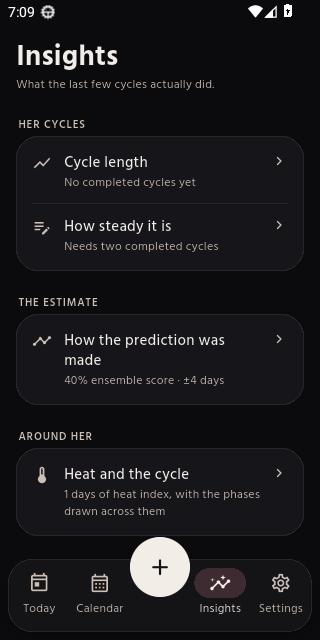 7:09
Insights
What the last few cycles actually did.
HER CYCLES
Cycle length
No completed cycles yet
How steady it is
Needs two completed cycles
THE ESTIMATE
How the prediction was
made
40% ensemble score · ±4 days
AROUND HER
Heat and the cycle
1 days of heat index, with the phases
drawn across them
Today
Calendar
Insights
Settings